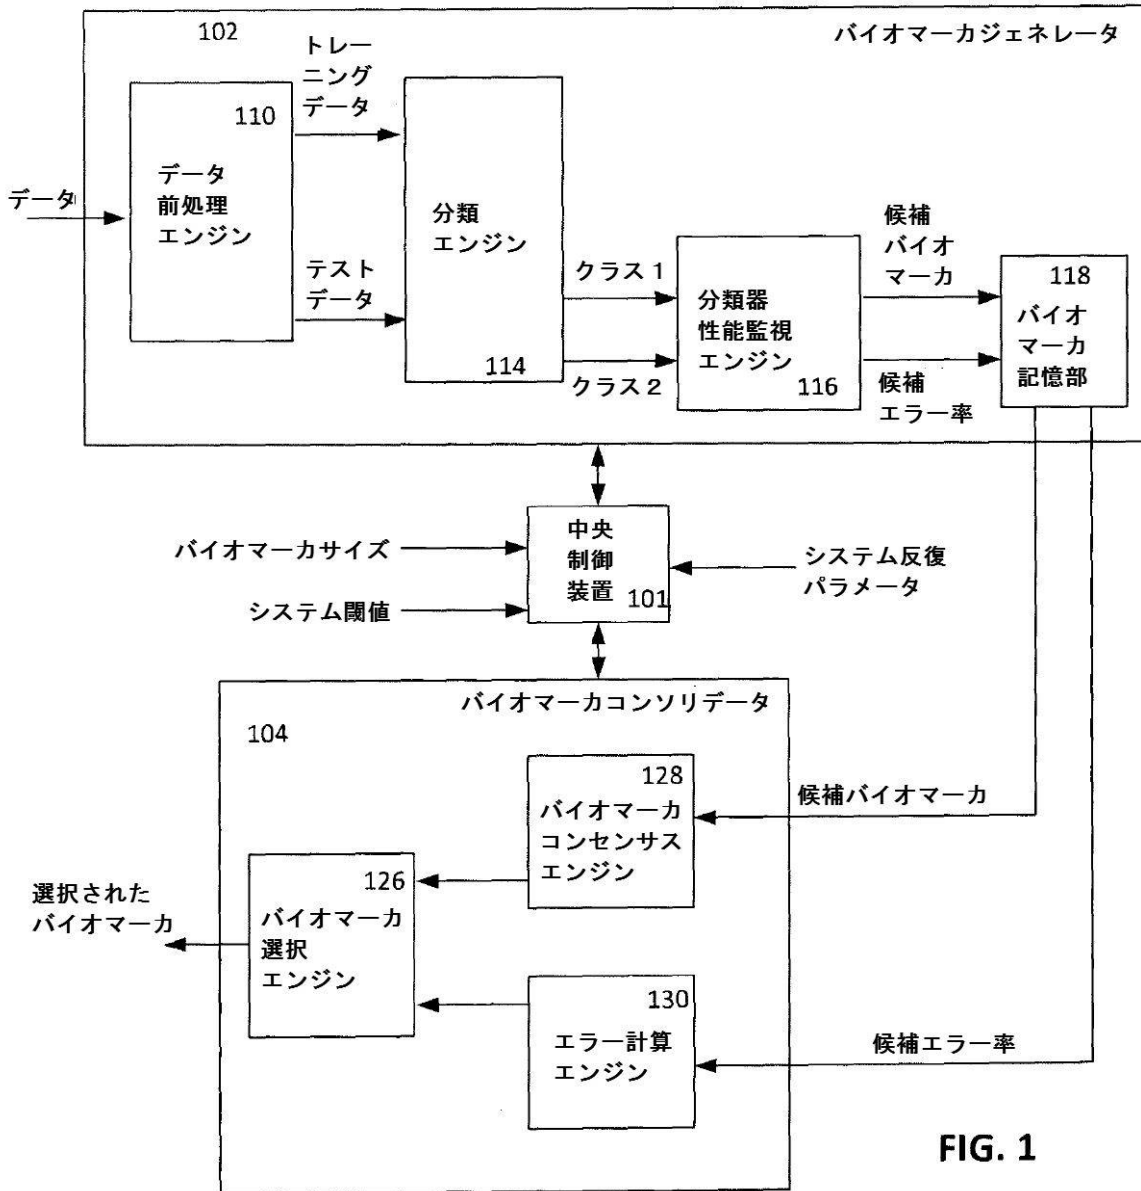 102
バイオマーカジェネレータ
トレー
ニング
データ
110
データ
前処理
エンジン
データ
テスト
データ
分類
エンジン
114
クラス1
クラス2
分類器
性能監視
エンジン
116
候補
バイオ
マーカ
候補
エラー率
118
バイオ
マーカ
記憶部
バイオマーカサイズ
システム閾値
中央
制御
装置
101
システム反復
パラメータ
バイオマーカコンソリデータ
104
128
バイオマーカ
コンセンサス
エンジン
候補バイオマーカ
126
バイオマーカ
選択
エンジン
選択された
バイオマーカ
130
エラー計算
エンジン
候補エラー率
FIG. 1